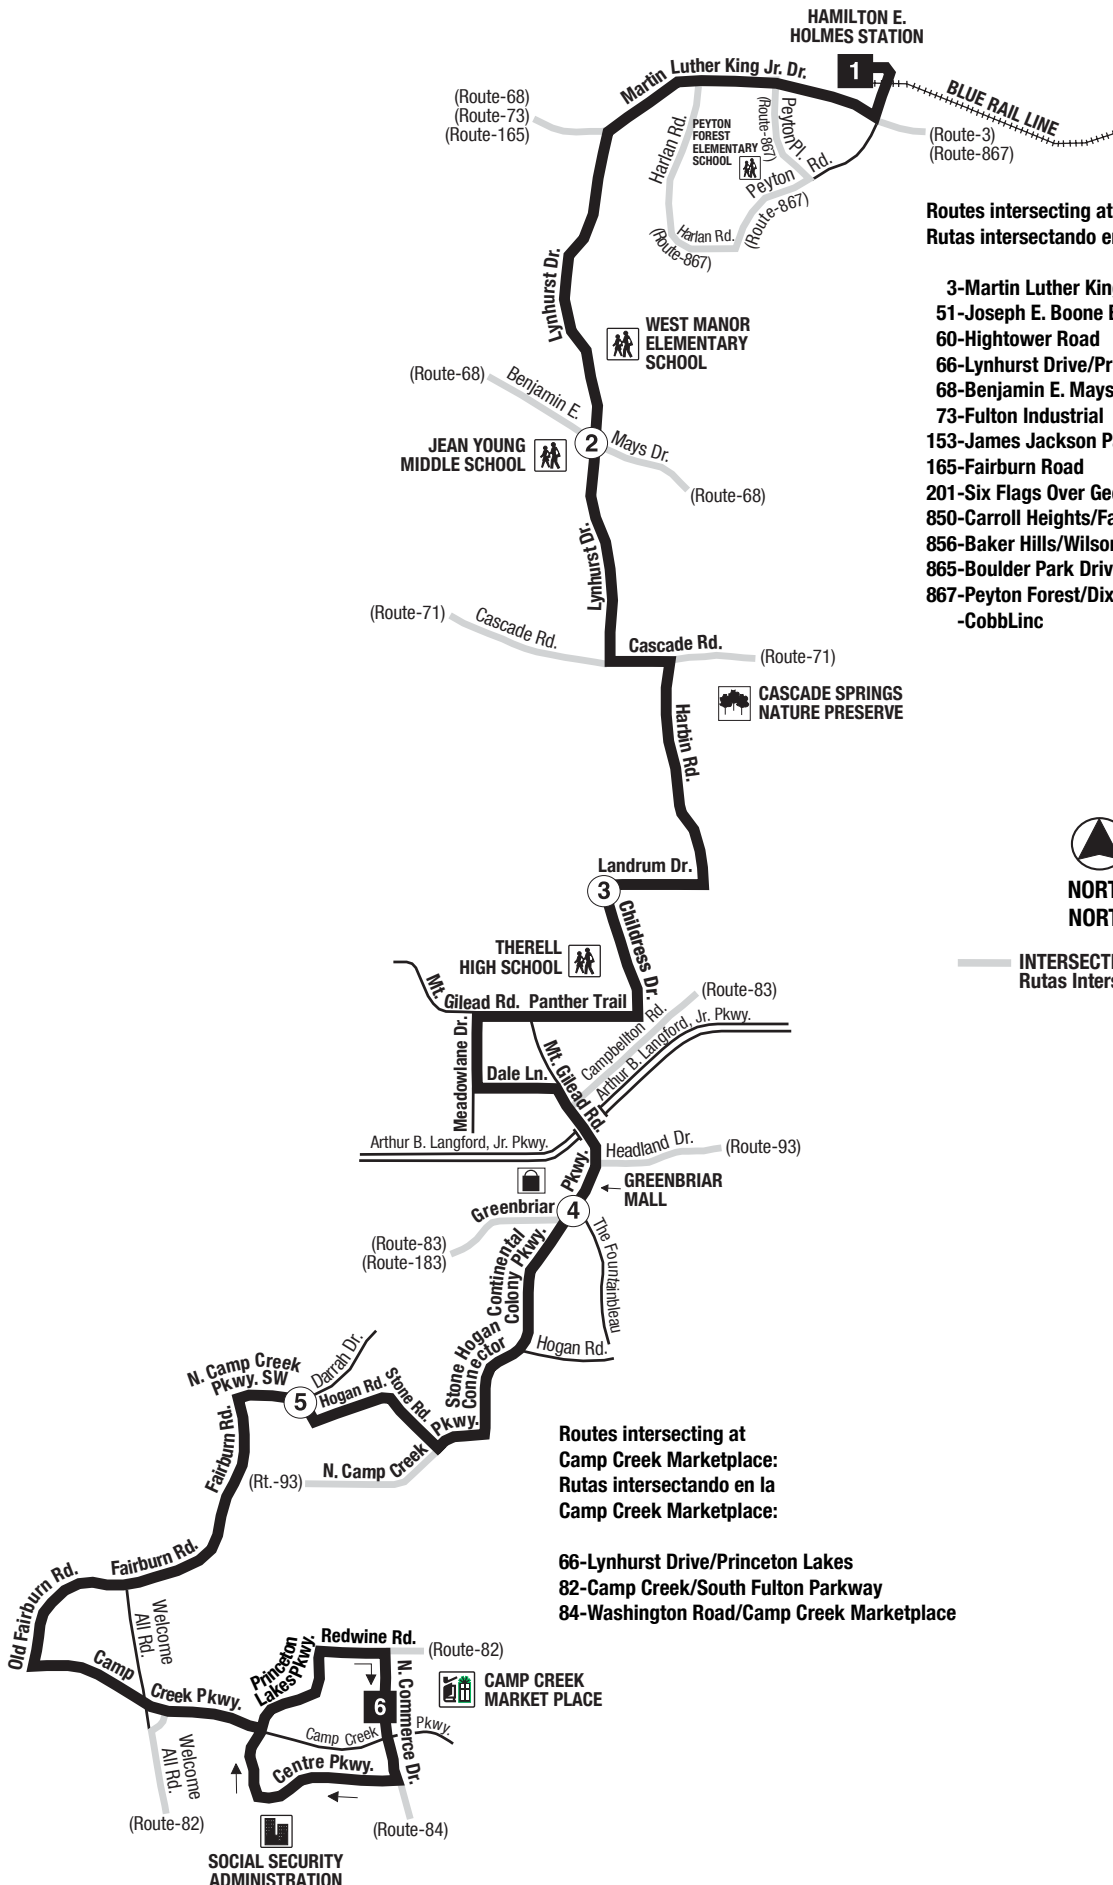 HAMILTON E.
HOLMES STATION
1
Martin Luther King Jr. Dr.
BLUE RAIL LINE
(Route-68)
(Route-73)
(Route-165)
(Route-3)
(Route-867)
Harlan Rd.
PEYTON
FOREST
ELEMENTARY
SCHOOL
Peyton Pl.
(Route-867)
Peyton Rd.
(Route-867)
Harlan Rd.
(Route-867)
Routes intersecting at
Rutas intersectando en
3-Martin Luther King
51-Joseph E. Boone
60-Hightower Road
66-Lynhurst Drive/Pr
68-Benjamin E. Mays
73-Fulton Industrial
153-James Jackson P
165-Fairburn Road
201-Six Flags Over Geo
850-Carroll Heights/Fa
856-Baker Hills/Wilson
865-Boulder Park Driv
867-Peyton Forest/Dix
-CobbLinc
Lynhurst Dr.
WEST MANOR
ELEMENTARY
SCHOOL
(Route-68)
Benjamin E.
2
Mays Dr.
(Route-68)
JEAN YOUNG
MIDDLE SCHOOL
Lynhurst Dr.
(Route-71)
Cascade Rd.
Cascade Rd.
(Route-71)
CASCADE SPRINGS
NATURE PRESERVE
Harbin Rd.
NORT
NORT
INTERSECTI
Rutas Inters
Landrum Dr.
3
Childress Dr.
THERELL
HIGH SCHOOL
Mt.
Gilead Rd.
Panther Trail
(Route-83)
Campbellton Rd.
Arthur B. Langford, Jr. Pkwy.
Meadowlane Dr.
Dale Ln.
Mt. Gilead Rd.
Arthur B. Langford, Jr. Pkwy.
Headland Dr.
(Route-93)
GREENBRIAR
MALL
Greenbriar
Pkwy.
4
(Route-83)
(Route-183)
Continental
Colony Pkwy.
The Fountainbleau
Hogan Rd.
Stone Hogan
Connector
N. Camp Creek
Pkwy. SW
Darrah Dr.
5
Hogan Rd.
Stone Rd.
N. Camp Creek
Pkwy.
(Rt.-93)
Fairburn Rd.
Routes intersecting at
Camp Creek Marketplace:
Rutas intersectando en la
Camp Creek Marketplace:
66-Lynhurst Drive/Princeton Lakes
82-Camp Creek/South Fulton Parkway
84-Washington Road/Camp Creek Marketplace
Fairburn Rd.
Old Fairburn Rd.
Welcome
All Rd.
Camp
Creek Pkwy.
Princeton
Lakes Pkwy.
Redwine Rd.
(Route-82)
N. Commerce Dr.
6
CAMP CREEK
MARKET PLACE
Camp Creek
Pkwy.
Centre Pkwy.
Welcome
All Rd.
(Route-82)
(Route-84)
SOCIAL SECURITY
ADMINISTRATION